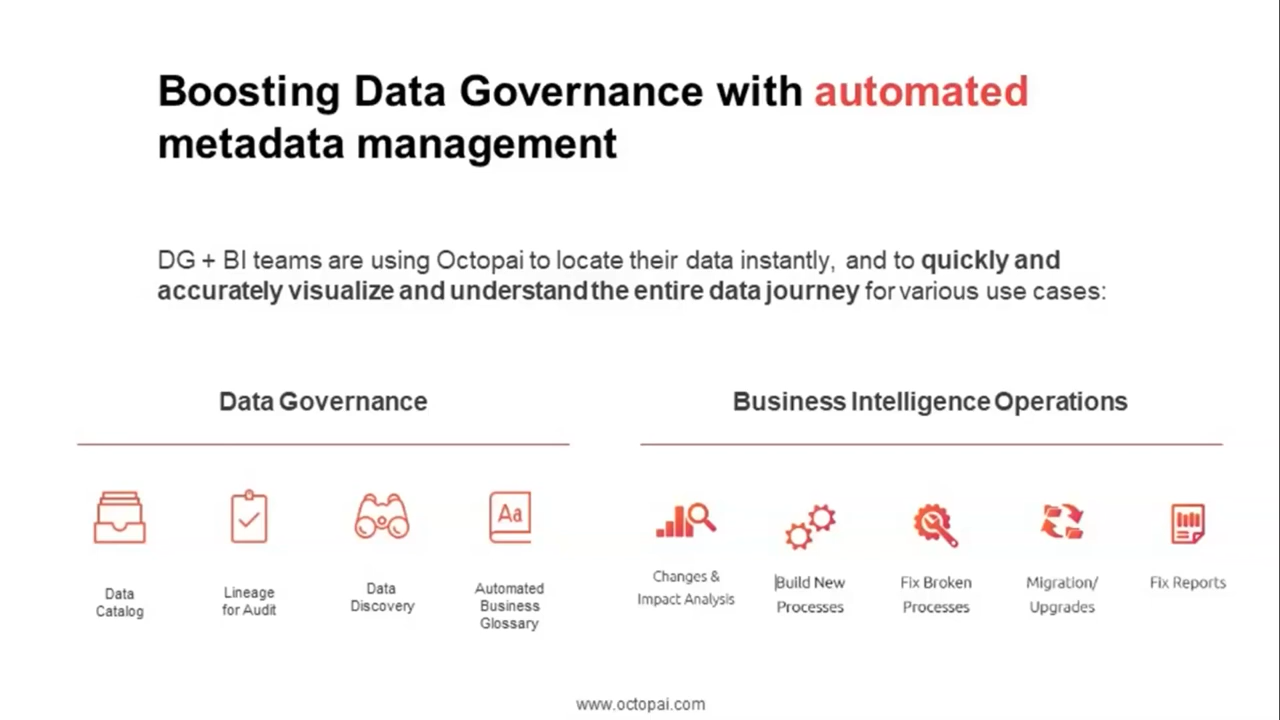 Boosting Data Governance with automated
metadata management
DG + BI teams are using Octopai to locate their data instantly, and to quickly and
accurately visualize and understand the entire data journey for various use cases:
Data Governance
Data
Catalog
Lineage
for Audit
Data
Discovery
Aa
Automated
Business
Glossary
Business Intelligence Operations
Changes &
Impact Analysis
Build New
Processes
Fix Broken
Processes
Migration/
Upgrades
Fix Reports
www.octopai.com